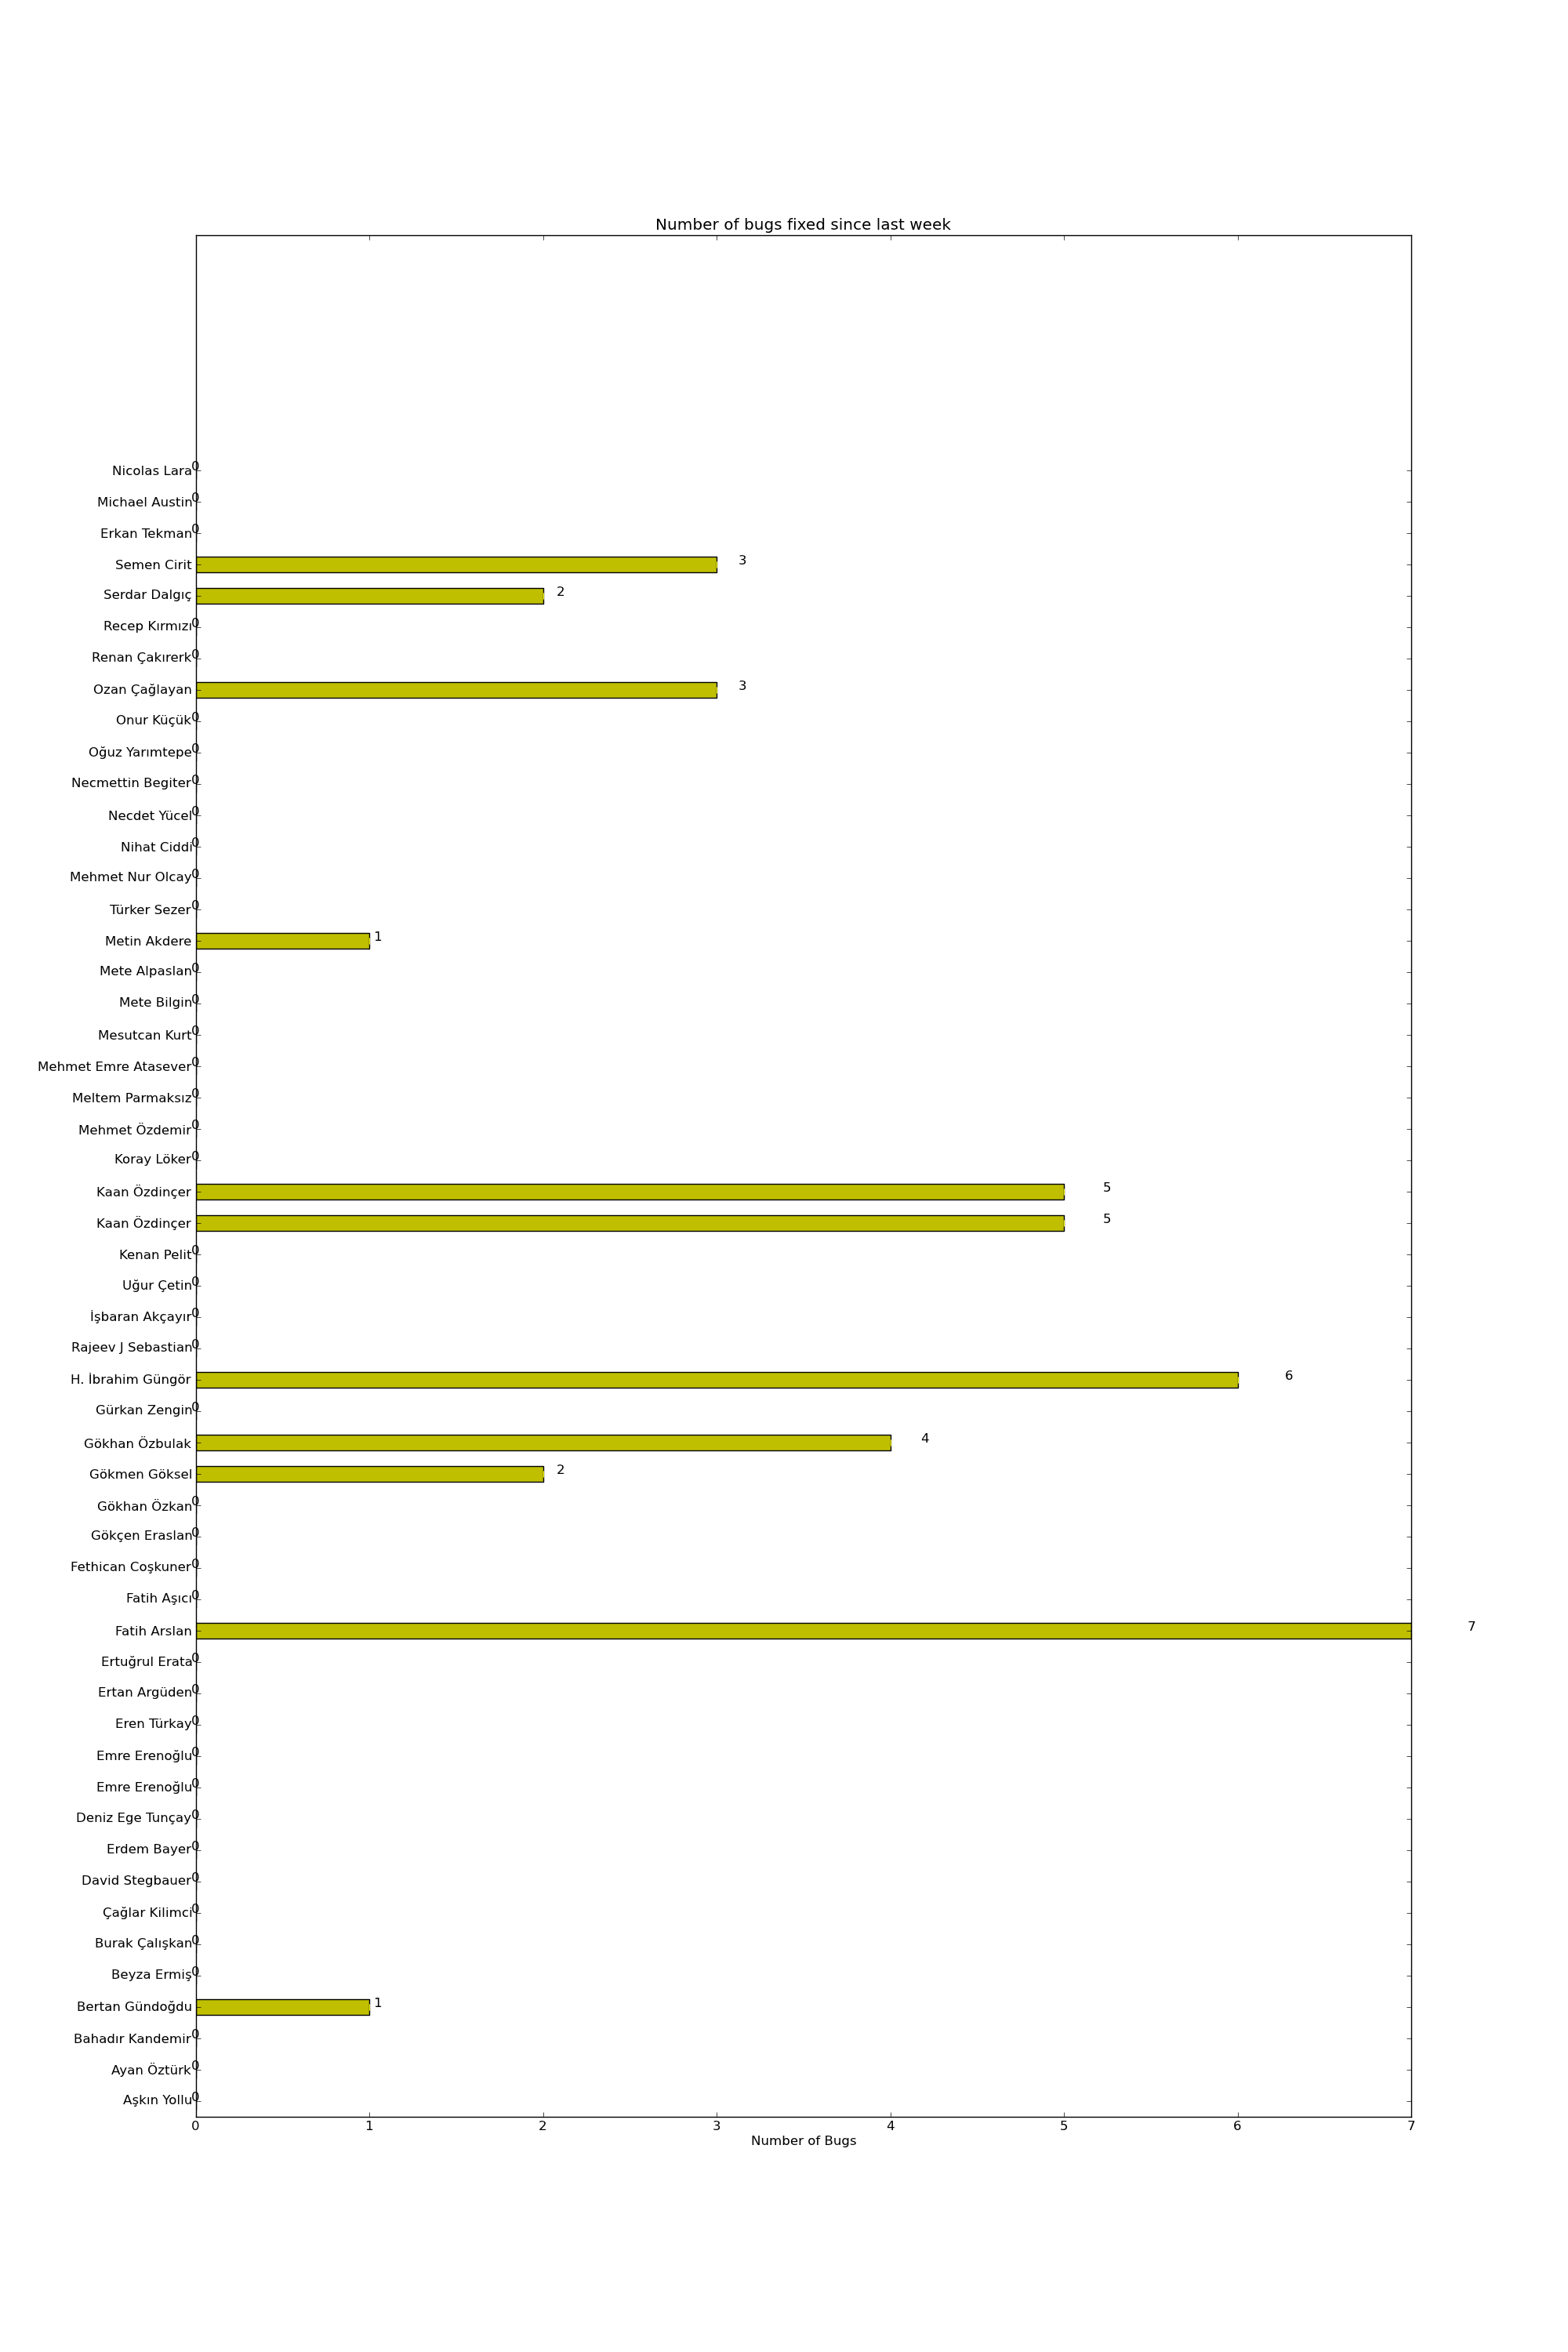 Number of bugs fixed since last week
Nicolas Lara 0
Michael Austin 0
Erkan Tekman 0
Semen Cirit 3
Serdar Dalgıç 2
Recep Kırmızı 0
Renan Çakırerk 0
Ozan Çağlayan 3
Onur Küçük 0
Oğuz Yarımtepe 0
Necmettin Begiter 0
Necdet Yücel 0
Nihat Ciddi 0
Mehmet Nur Olcay 0
Türker Sezer 0
Metin Akdere 1
Mete Alpaslan 0
Mete Bilgin 0
Mesutcan Kurt 0
Mehmet Emre Atasever 0
Meltem Parmaksız 0
Mehmet Özdemir 0
Koray Löker 0
Kaan Özdinçer 5
Kaan Özdinçer 5
Kenan Pelit 0
Uğur Çetin 0
İşbaran Akçayır 0
Rajeev J Sebastian 0
H. İbrahim Güngör 6
Gürkan Zengin 0
Gökhan Özbulak 4
Gökmen Göksel 2
Gökhan Özkan 0
Gökçen Eraslan 0
Fethican Coşkuner 0
Fatih Aşıcı 0
Fatih Arslan 7
Ertuğrul Erata 0
Ertan Argüden 0
Eren Türkay 0
Emre Erenoğlu 0
Emre Erenoğlu 0
Deniz Ege Tunçay 0
Erdem Bayer 0
David Stegbauer 0
Çağlar Kilimci 0
Burak Çalışkan 0
Beyza Ermiş 0
Bertan Gündoğdu 1
Bahadır Kandemir 0
Ayan Öztürk 0
Aşkın Yollu 0
0 1 2 3 4 5 6 7
Number of Bugs